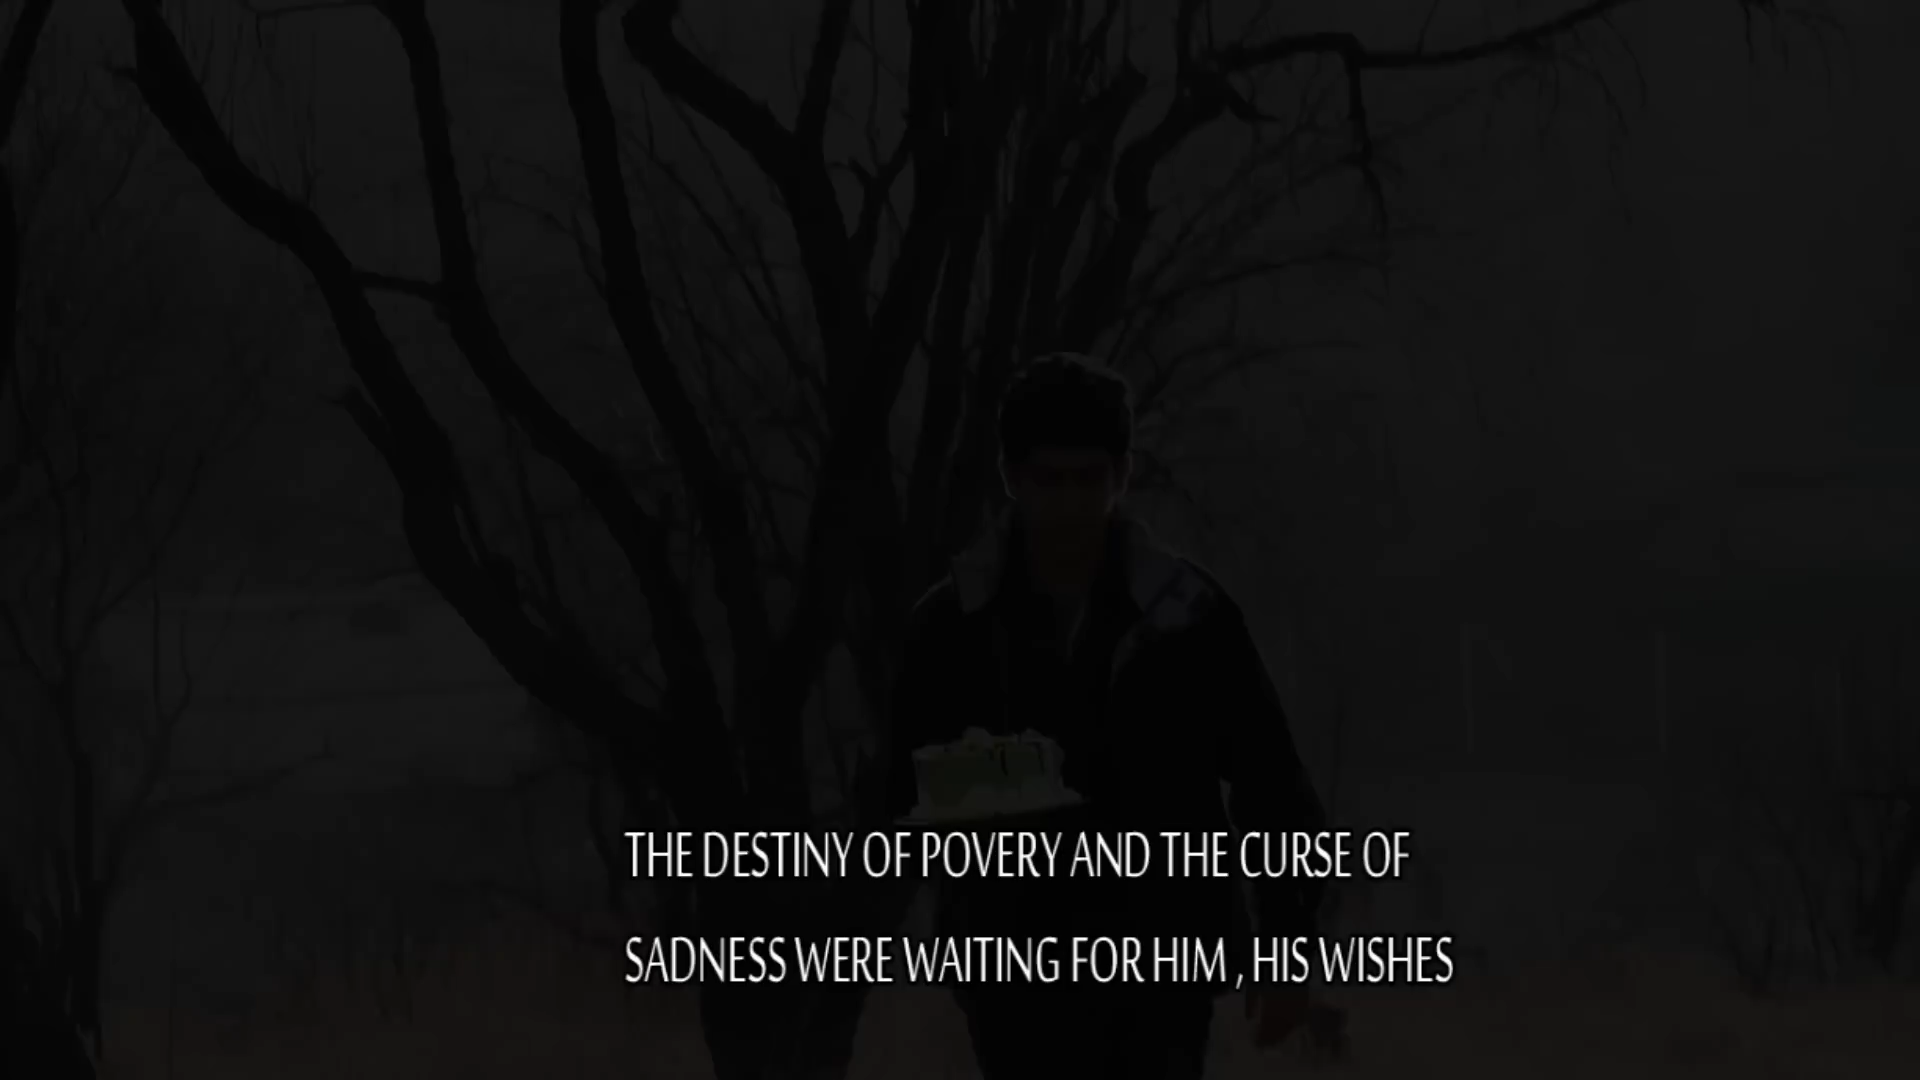 THE DESTINY OF POVERY AND THE CURSE OF
SADNESS WERE WAITING FOR HIM , HIS WISHES